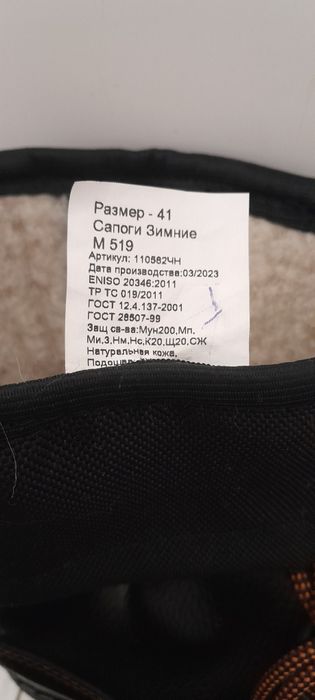 Размер - 41
Сапоги Зимние
М 519
Артикул: 110582ЧН
Дата производства:03/2023
ENISO 20346:2011
ТР ТС 019/2011
ГОСТ 12.4.137-2001
ГОСТ 28507-99
Защ св-ва:Мун200,Мп.
Ми,З,Нм,Нс,К20,Щ20,СЖ
Натуральная кожа,